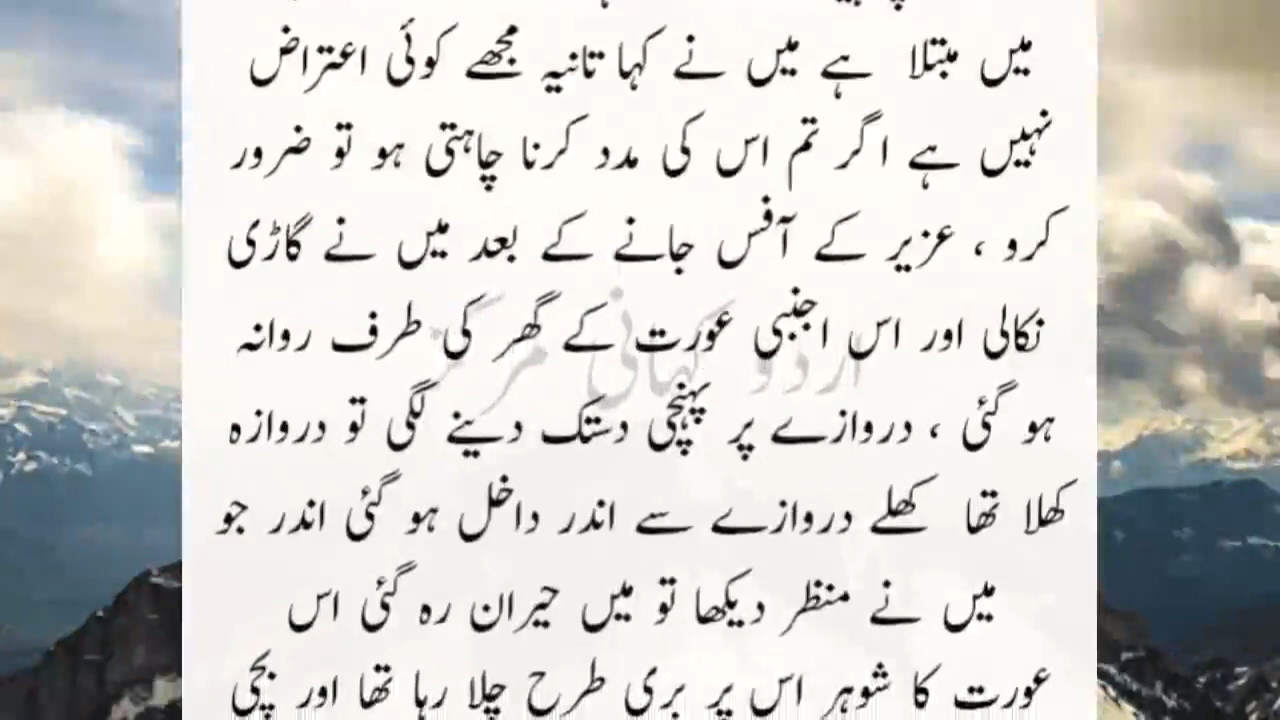 میں مبتلا ہے میں نے کہا تانیہ مجھے کوئی اعتراض
نہیں ہے اگر تم اس کی مدد کرنا چاہتی ہو تو ضرور
کرو ، عزیر کے آفس جانے کے بعد میں نے گاڑی
نکالی اور اس اجنبی عورت کے گھر کی طرف روانہ
اردو کہانی مرکز
ہو گئی ، دروازے پر پہنچی دستک دینے لگی تو دروازہ
کھلا تھا کھلے دروازے سے اندر داخل ہو گئی اندر جو
میں نے منظر دیکھا تو میں حیران رہ گئی اس
عورت کا شوہر اس پر بری طرح چلا رہا تھا اور بچی